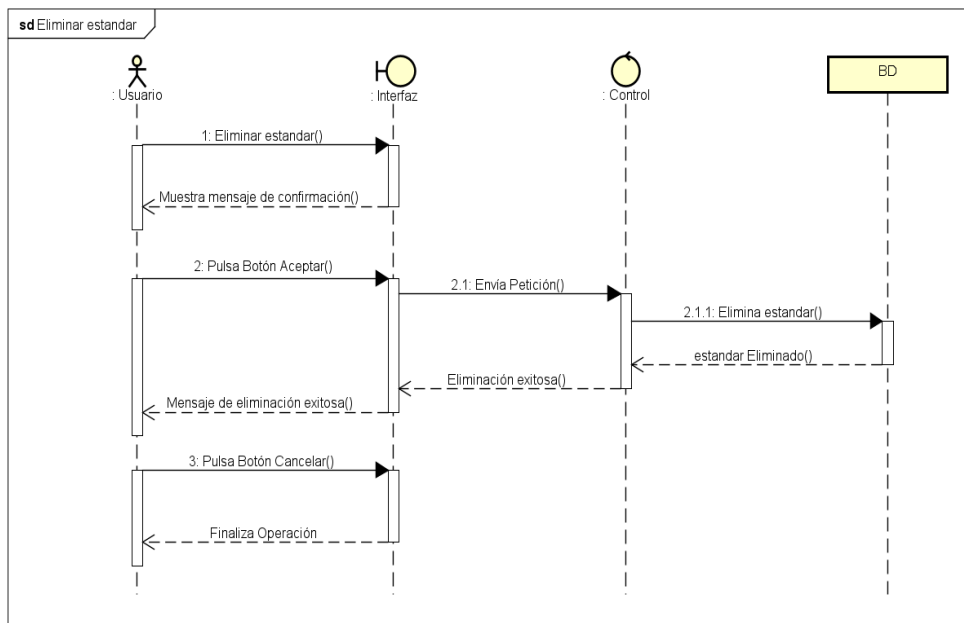 sd Eliminar estandar
BD
: Usuario
: Interfaz
: Control
1: Eliminar estandar()
Muestra mensaje de confirmación()
2: Pulsa Botón Aceptar()
2.1: Envía Petición()
2.1.1: Elimina estandar()
estandar Eliminado()
Eliminación exitosa()
Mensaje de eliminación exitosa()
3: Pulsa Botón Cancelar()
Finaliza Operación